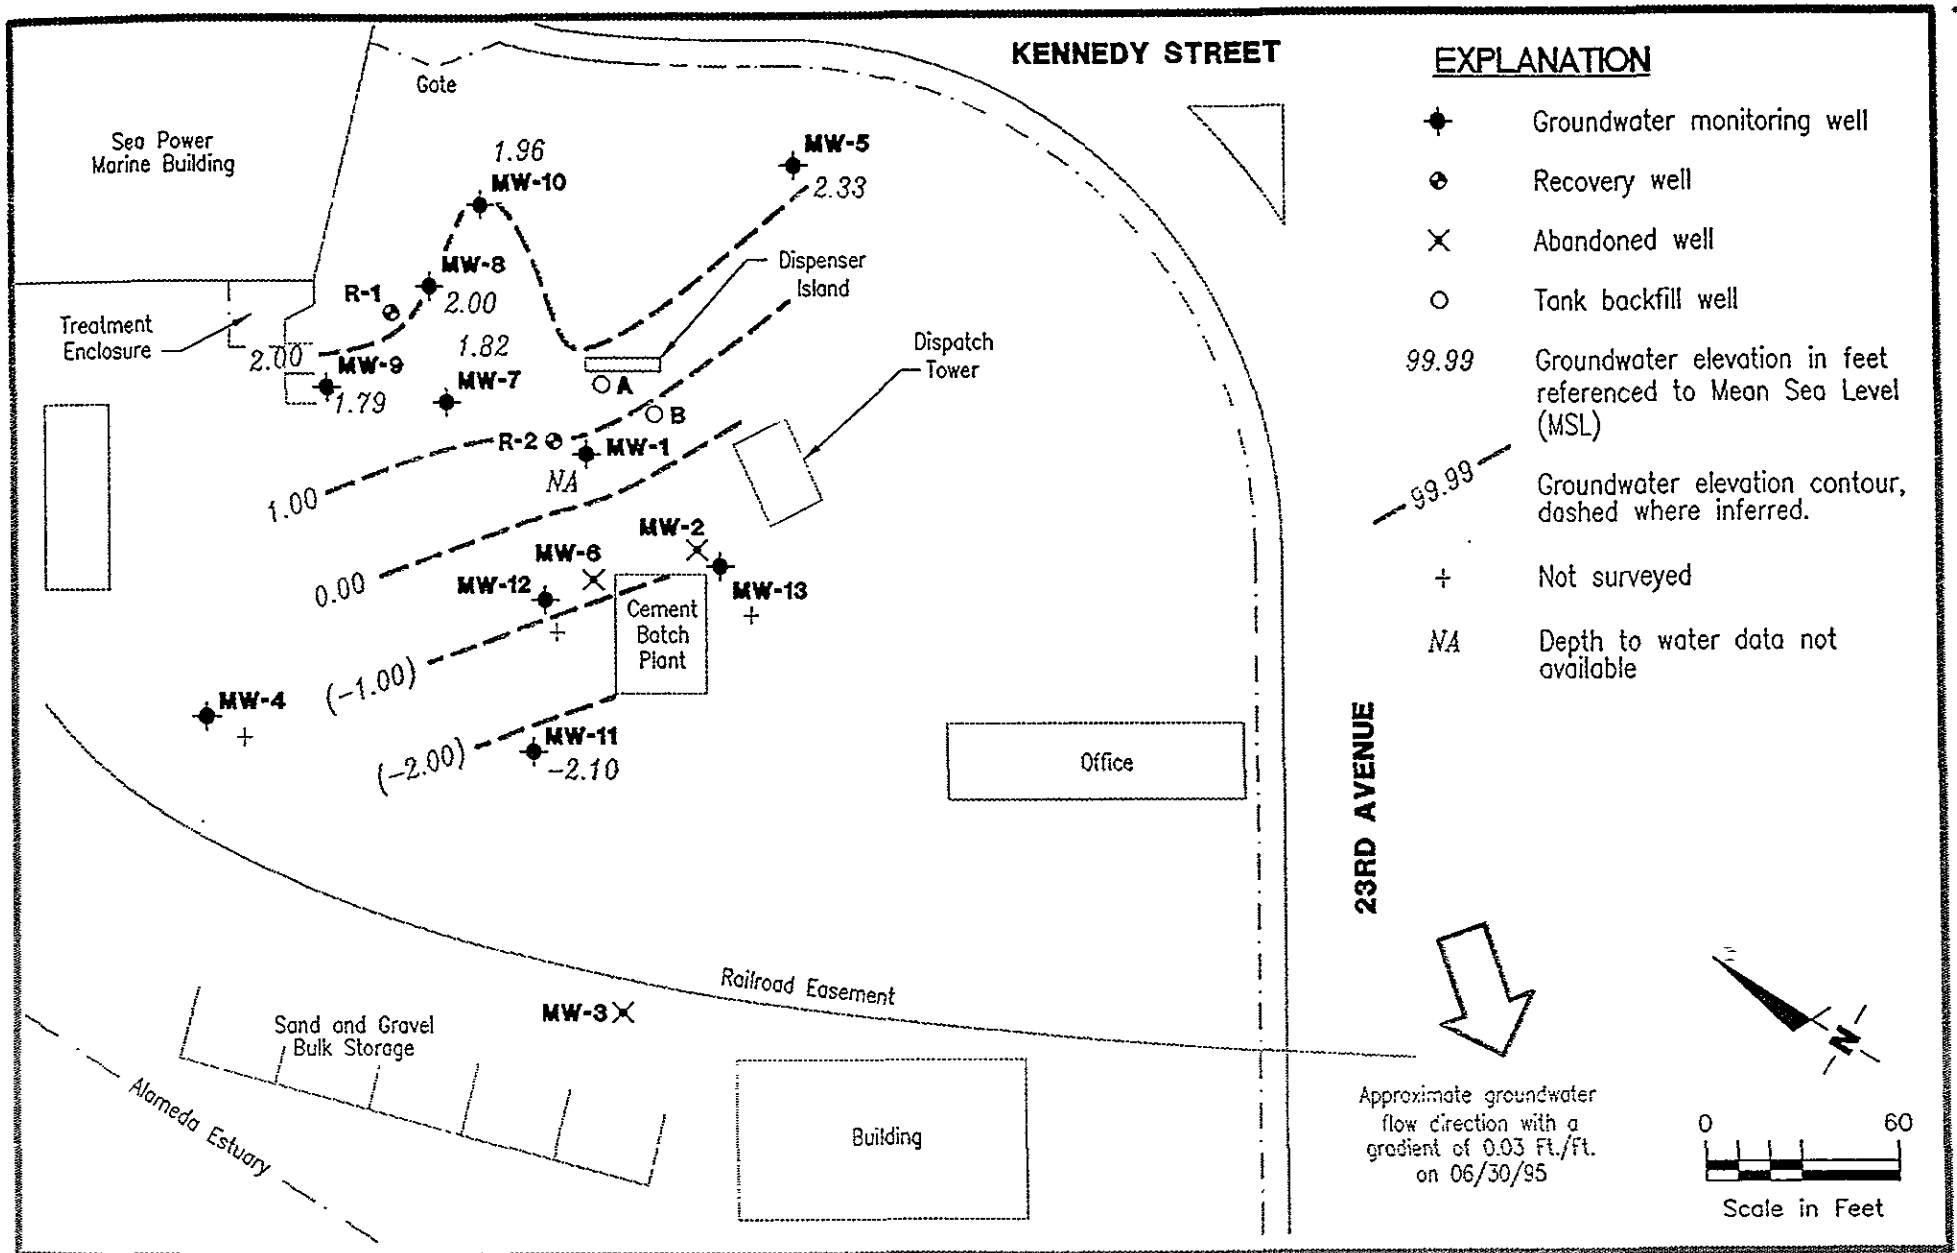 KENNEDY STREET
Gate
Sea Power
Marine Building
1.96
MW-10
MW-5
2.33
MW-8
2.00
R-1
Dispenser
Island
Treatment
Enclosure
2.00
MW-9
1.79
1.82
MW-7
A
B
Dispatch
Tower
R-2
MW-1
NA
1.00
0.00
MW-2
MW-6
MW-12
+
MW-13
+
Cement
Batch
Plant
(-1.00)
MW-4
+
(-2.00)
MW-11
-2.10
Office
23RD AVENUE
Railroad Easement
MW-3
Sand and Gravel
Bulk Storage
Alameda Estuary
Building
EXPLANATION
Groundwater monitoring well
Recovery well
Abandoned well
Tank backfill well
99.99
Groundwater elevation in feet
referenced to Mean Sea Level
(MSL)
99.99
Groundwater elevation contour,
dashed where inferred.
+
Not surveyed
NA
Depth to water data not
available
Approximate groundwater
flow direction with a
gradient of 0.03 Ft./Ft.
on 06/30/95
N
0 60
Scale in Feet